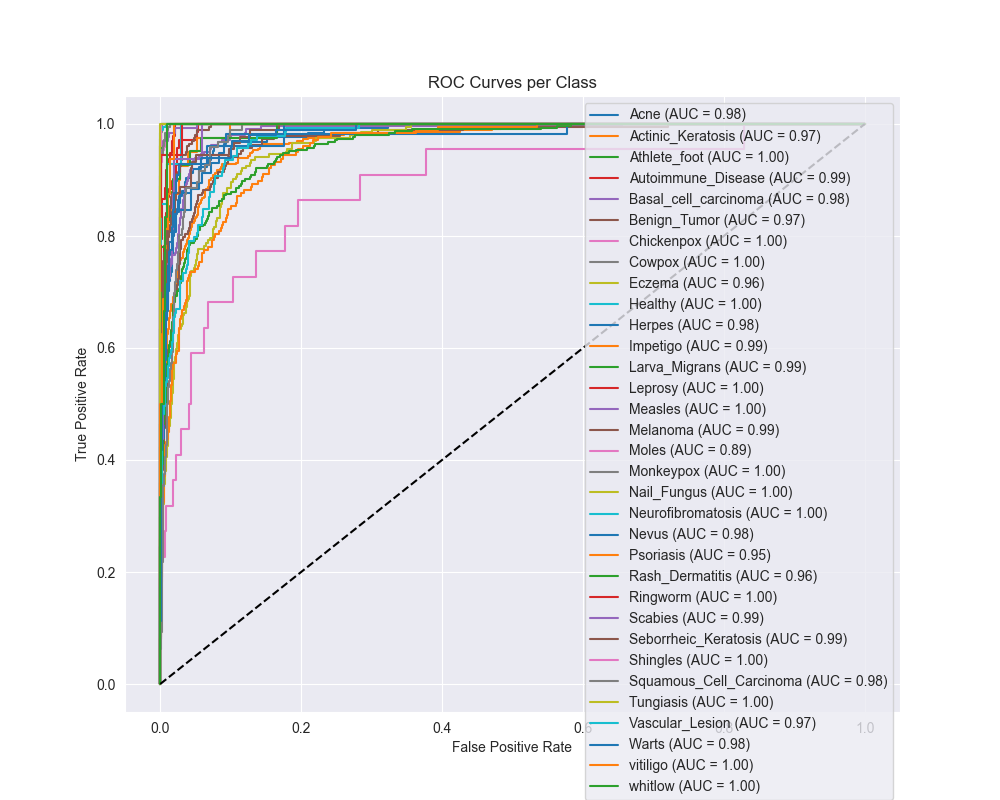 ROC Curves per Class
1.0
0.8
0.6
0.4
0.2
0.0
True Positive Rate
0.0
0.2
0.4
0.6
0.8
1.0
False Positive Rate
Acne (AUC = 0.98)
Actinic_Keratosis (AUC = 0.97)
Athlete_foot (AUC = 1.00)
Autoimmune_Disease (AUC = 0.99)
Basal_cell_carcinoma (AUC = 0.98)
Benign_Tumor (AUC = 0.97)
Chickenpox (AUC = 1.00)
Cowpox (AUC = 1.00)
Eczema (AUC = 0.96)
Healthy (AUC = 1.00)
Herpes (AUC = 0.98)
Impetigo (AUC = 0.99)
Larva_Migrans (AUC = 0.99)
Leprosy (AUC = 1.00)
Measles (AUC = 1.00)
Melanoma (AUC = 0.99)
Moles (AUC = 0.89)
Monkeypox (AUC = 1.00)
Nail_Fungus (AUC = 1.00)
Neurofibromatosis (AUC = 1.00)
Nevus (AUC = 0.98)
Psoriasis (AUC = 0.95)
Rash_Dermatitis (AUC = 0.96)
Ringworm (AUC = 1.00)
Scabies (AUC = 0.99)
Seborrheic_Keratosis (AUC = 0.99)
Shingles (AUC = 1.00)
Squamous_Cell_Carcinoma (AUC = 0.98)
Tungiasis (AUC = 1.00)
Vascular_Lesion (AUC = 0.97)
Warts (AUC = 0.98)
vitiligo (AUC = 1.00)
whitlow (AUC = 1.00)